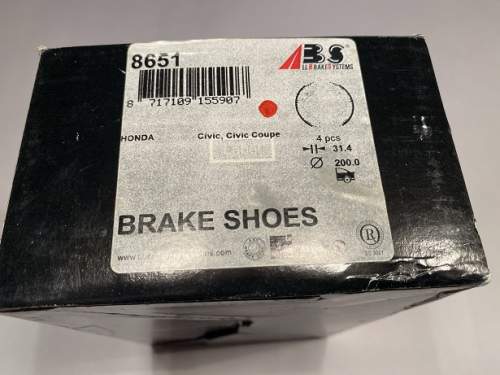 8651
ABS
ALL BRAKE SYSTEMS
8 717109 155907
HONDA
Civic, Civic Coupe
4 pcs
31.4
Ø 200.0
BRAKE SHOES
R